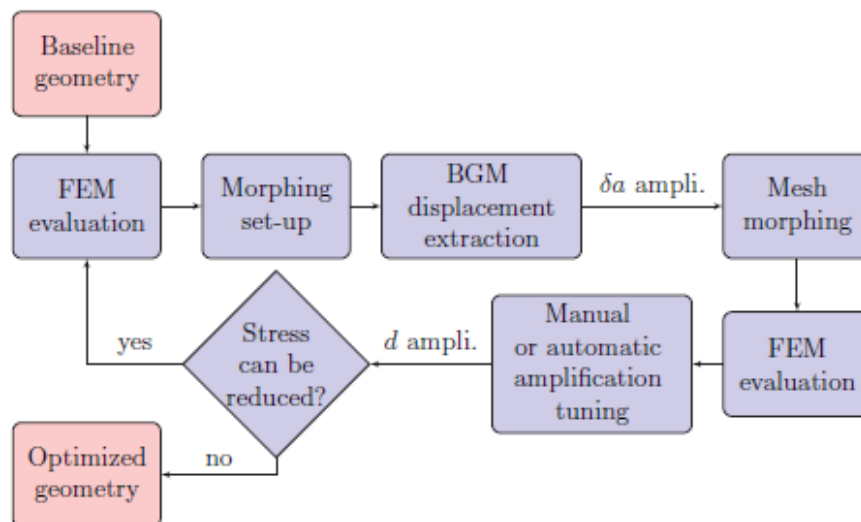 Baseline
geometry
FEM
evaluation
Morphing
set-up
BGM
displacement
extraction
δa ampli.
Mesh
morphing
FEM
evaluation
Manual
or automatic
amplification
tuning
d ampli.
Stress
can be
reduced?
yes
no
Optimized
geometry